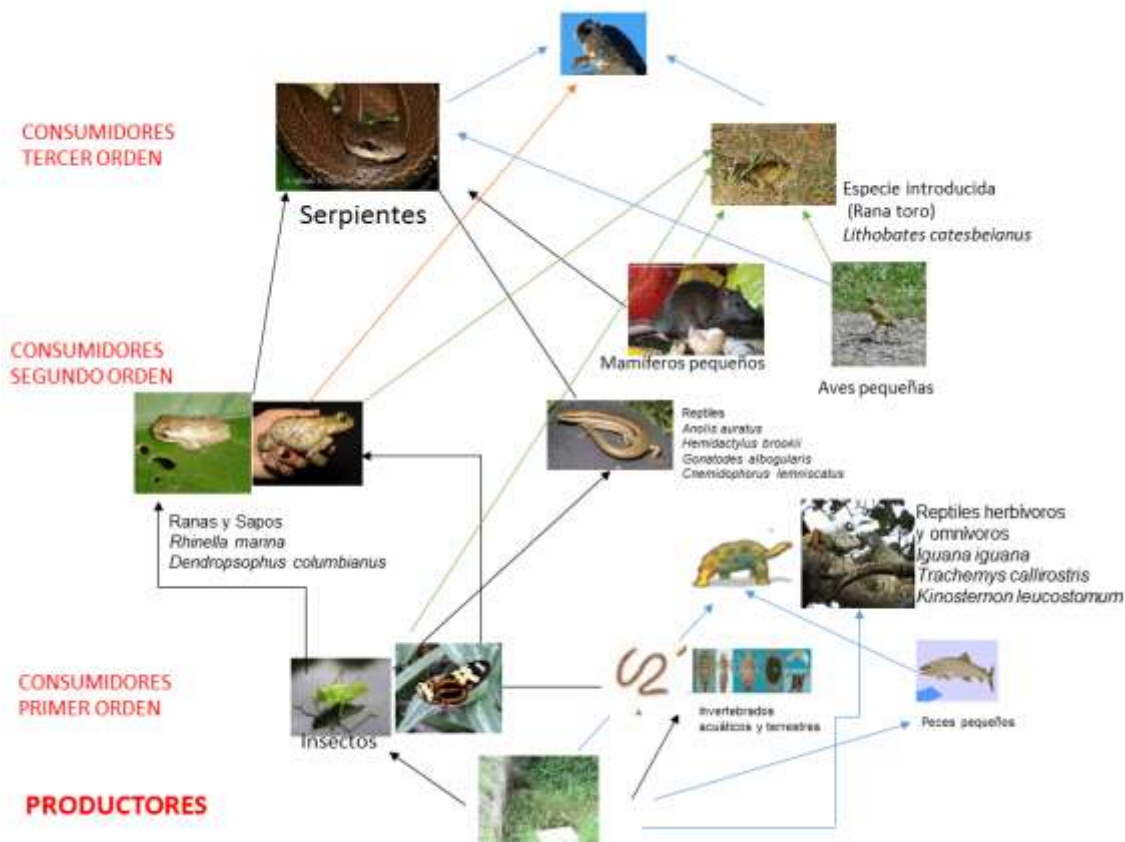 CONSUMIDORES
TERCER ORDEN
Serpientes
Especie introducida
(Rana toro)
Lithobates catesbeianus
CONSUMIDORES
SEGUNDO ORDEN
Mamíferos pequeños
Aves pequeñas
Reptiles
Anolis auratus
Hemidactylus brookii
Gonatodes albogularis
Cnemidophorus lemniscatus
Ranas y Sapos
Rhinella marina
Dendropsophus columbianus
Reptiles herbívoros
y omnívoros
Iguana iguana
Trachemys callirostris
Kinosternon leucostomum
CONSUMIDORES
PRIMER ORDEN
Insectos
Invertebrados
acuáticos y terrestres
Peces pequeños
PRODUCTORES